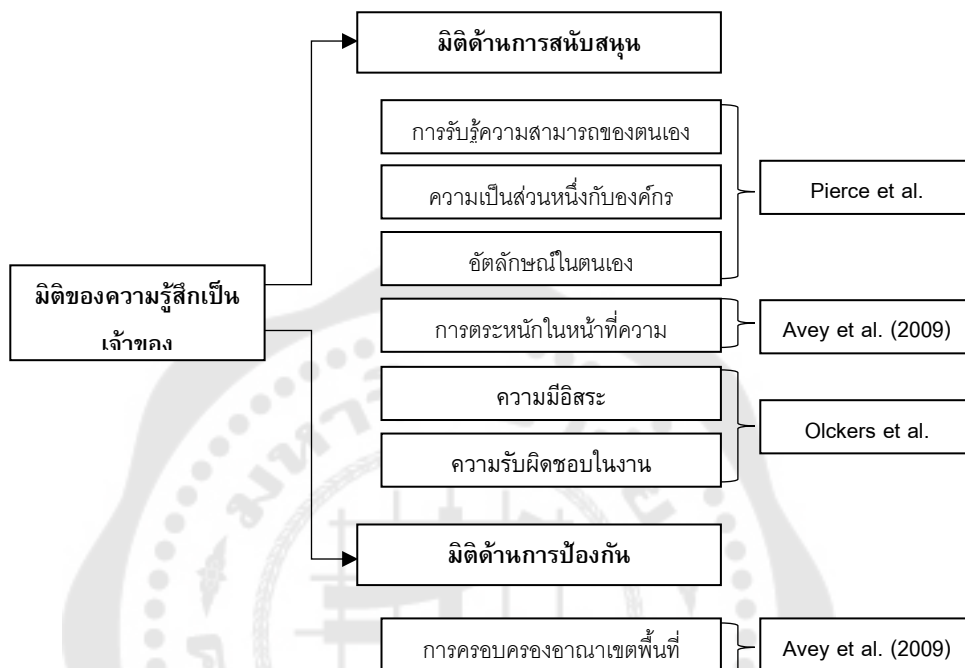 มิติด้านการสนับสนุน
การรับรู้ความสามารถของตนเอง
ความเป็นส่วนหนึ่งกับองค์กร
Pierce et al.
อัตลักษณ์ในตนเอง
มิติของความรู้สึกเป็น
เจ้าของ
การตระหนักในหน้าที่ความ
Avey et al. (2009)
ความมีอิสระ
Olckers et al.
ความรับผิดชอบในงาน
มิติด้านการป้องกัน
การครอบครองอาณาเขตพื้นที่
Avey et al. (2009)